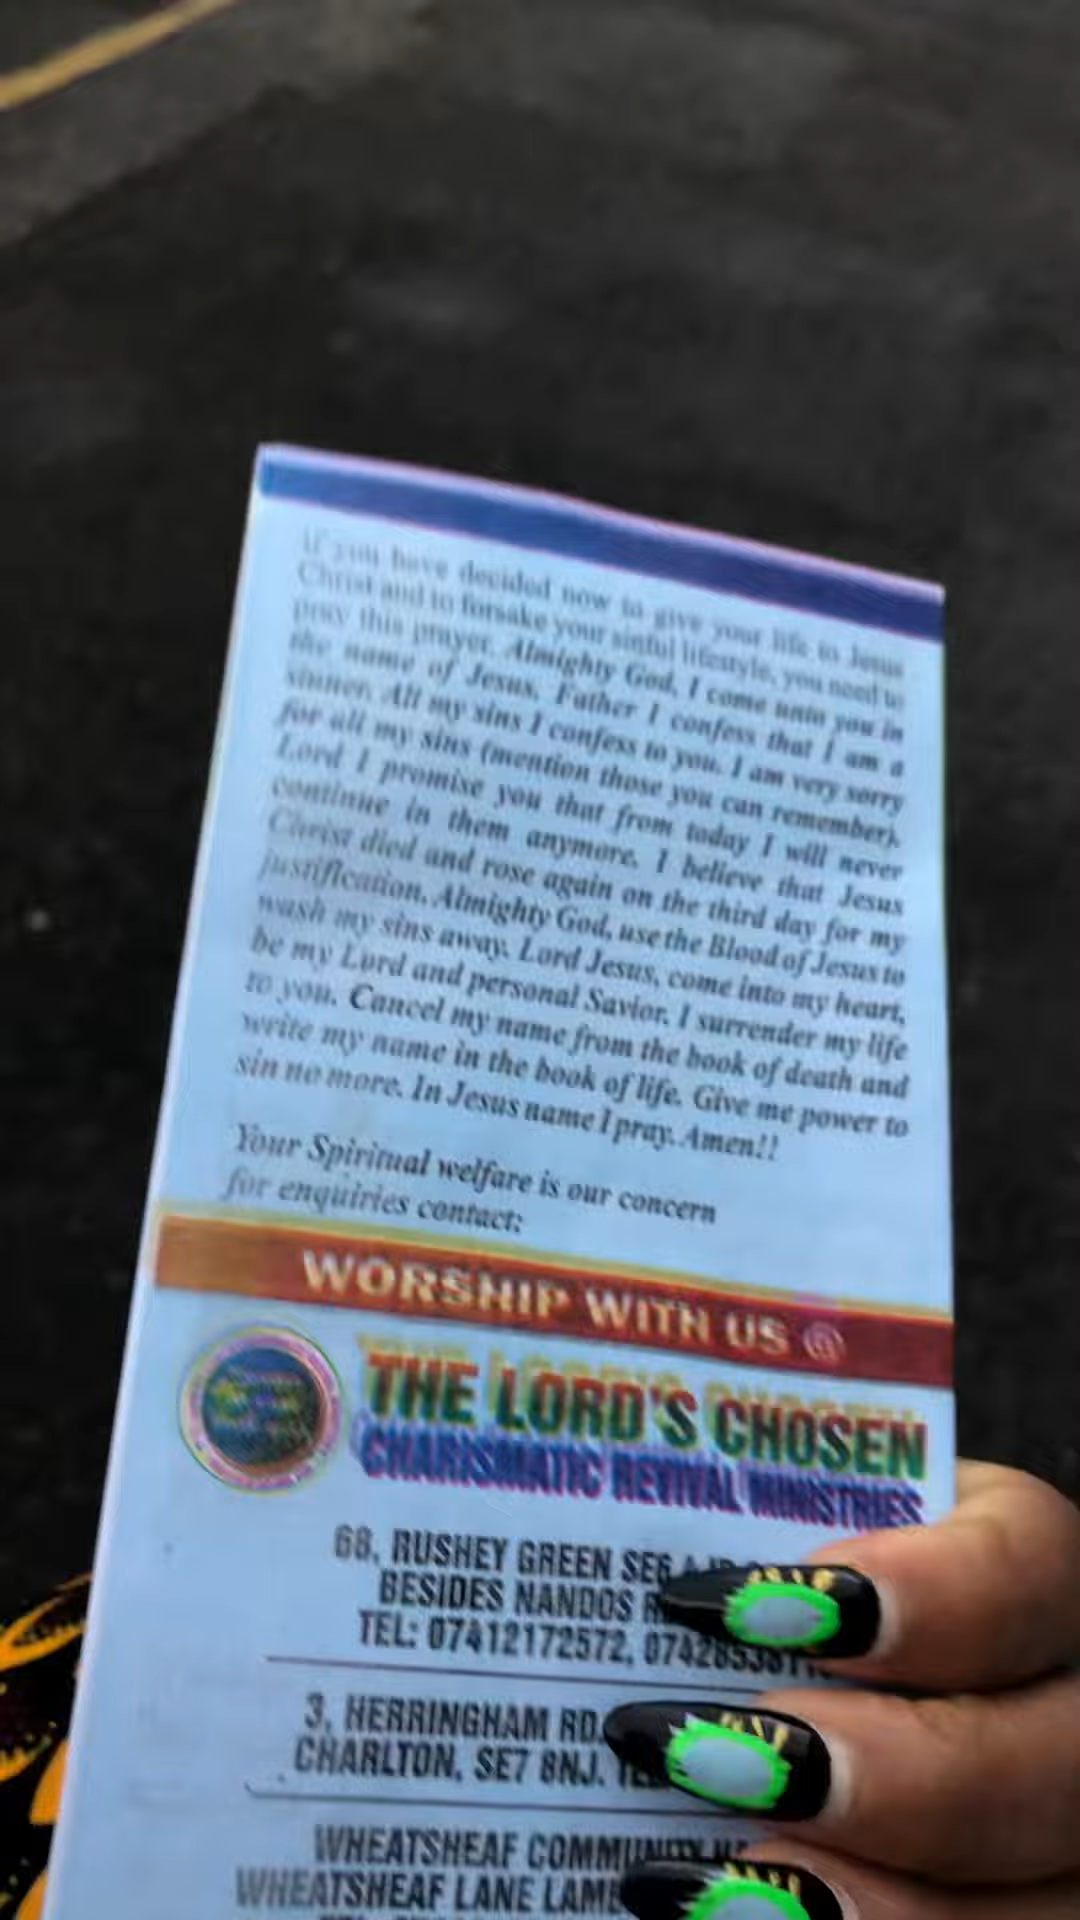 If you have decided now to give your life to Jesus
Christ and to forsake your sinful lifestyle, you need to
pray this prayer. Almighty God, I come unto you in
the name of Jesus. Father I confess that I am a
sinner. All my sins I confess to you. I am very sorry
for all my sins (mention those you can remember).
Lord I promise you that from today I will never
continue in them anymore. I believe that Jesus
Christ died and rose again on the third day for my
justification. Almighty God, use the Blood of Jesus to
wash my sins away. Lord Jesus, come into my heart,
be my Lord and personal Savior. I surrender my life
to you. Cancel my name from the book of death and
write my name in the book of life. Give me power to
sin no more. In Jesus name I pray. Amen!!
Your Spiritual welfare is our concern
for enquiries contact:
WORSHIP WITH US @
THE LORD'S CHOSEN
CHARISMATIC REVIVAL MINISTRIES
68, RUSHEY GREEN SE6
BESIDES NANDOS
TEL: 07412172572,
3, HERRINGHAM RD.
CHARLTON, SE7 8NJ.
WHEATSHEAF COMMUNITY
WHEATSHEAF LANE